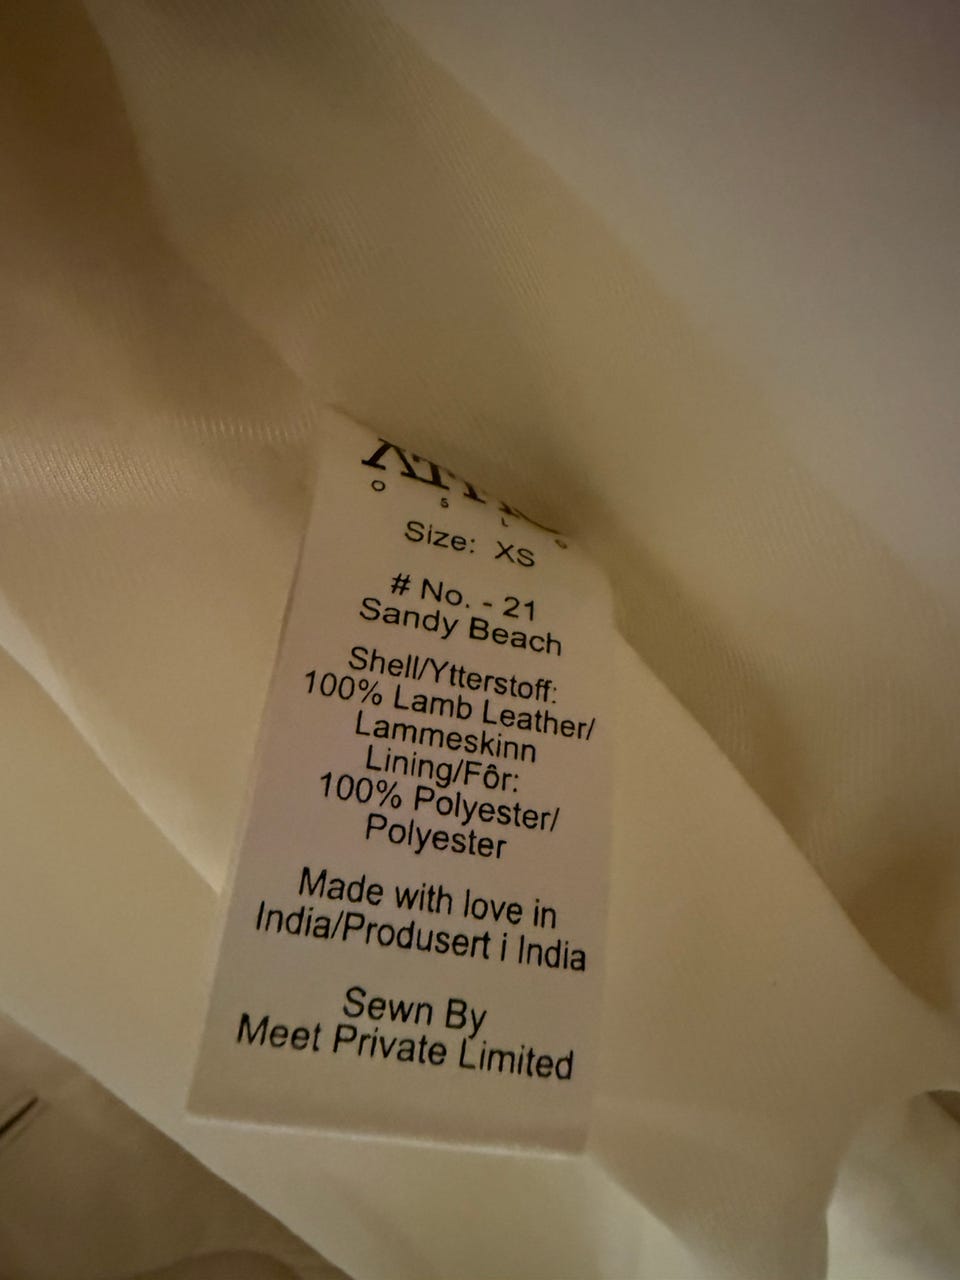 O S L O
Size: XS
# No. - 21
Sandy Beach
Shell/Ytterstoff:
100% Lamb Leather/
Lammeskinn
Lining/Fôr:
100% Polyester/
Polyester
Made with love in
India/Produsert i India
Sewn By
Meet Private Limited